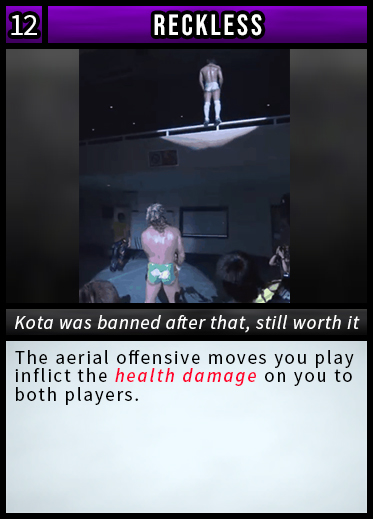 12
RECKLESS
Kota was banned after that, still worth it
The aerial offensive moves you play
inflict the health damage on you to
both players.